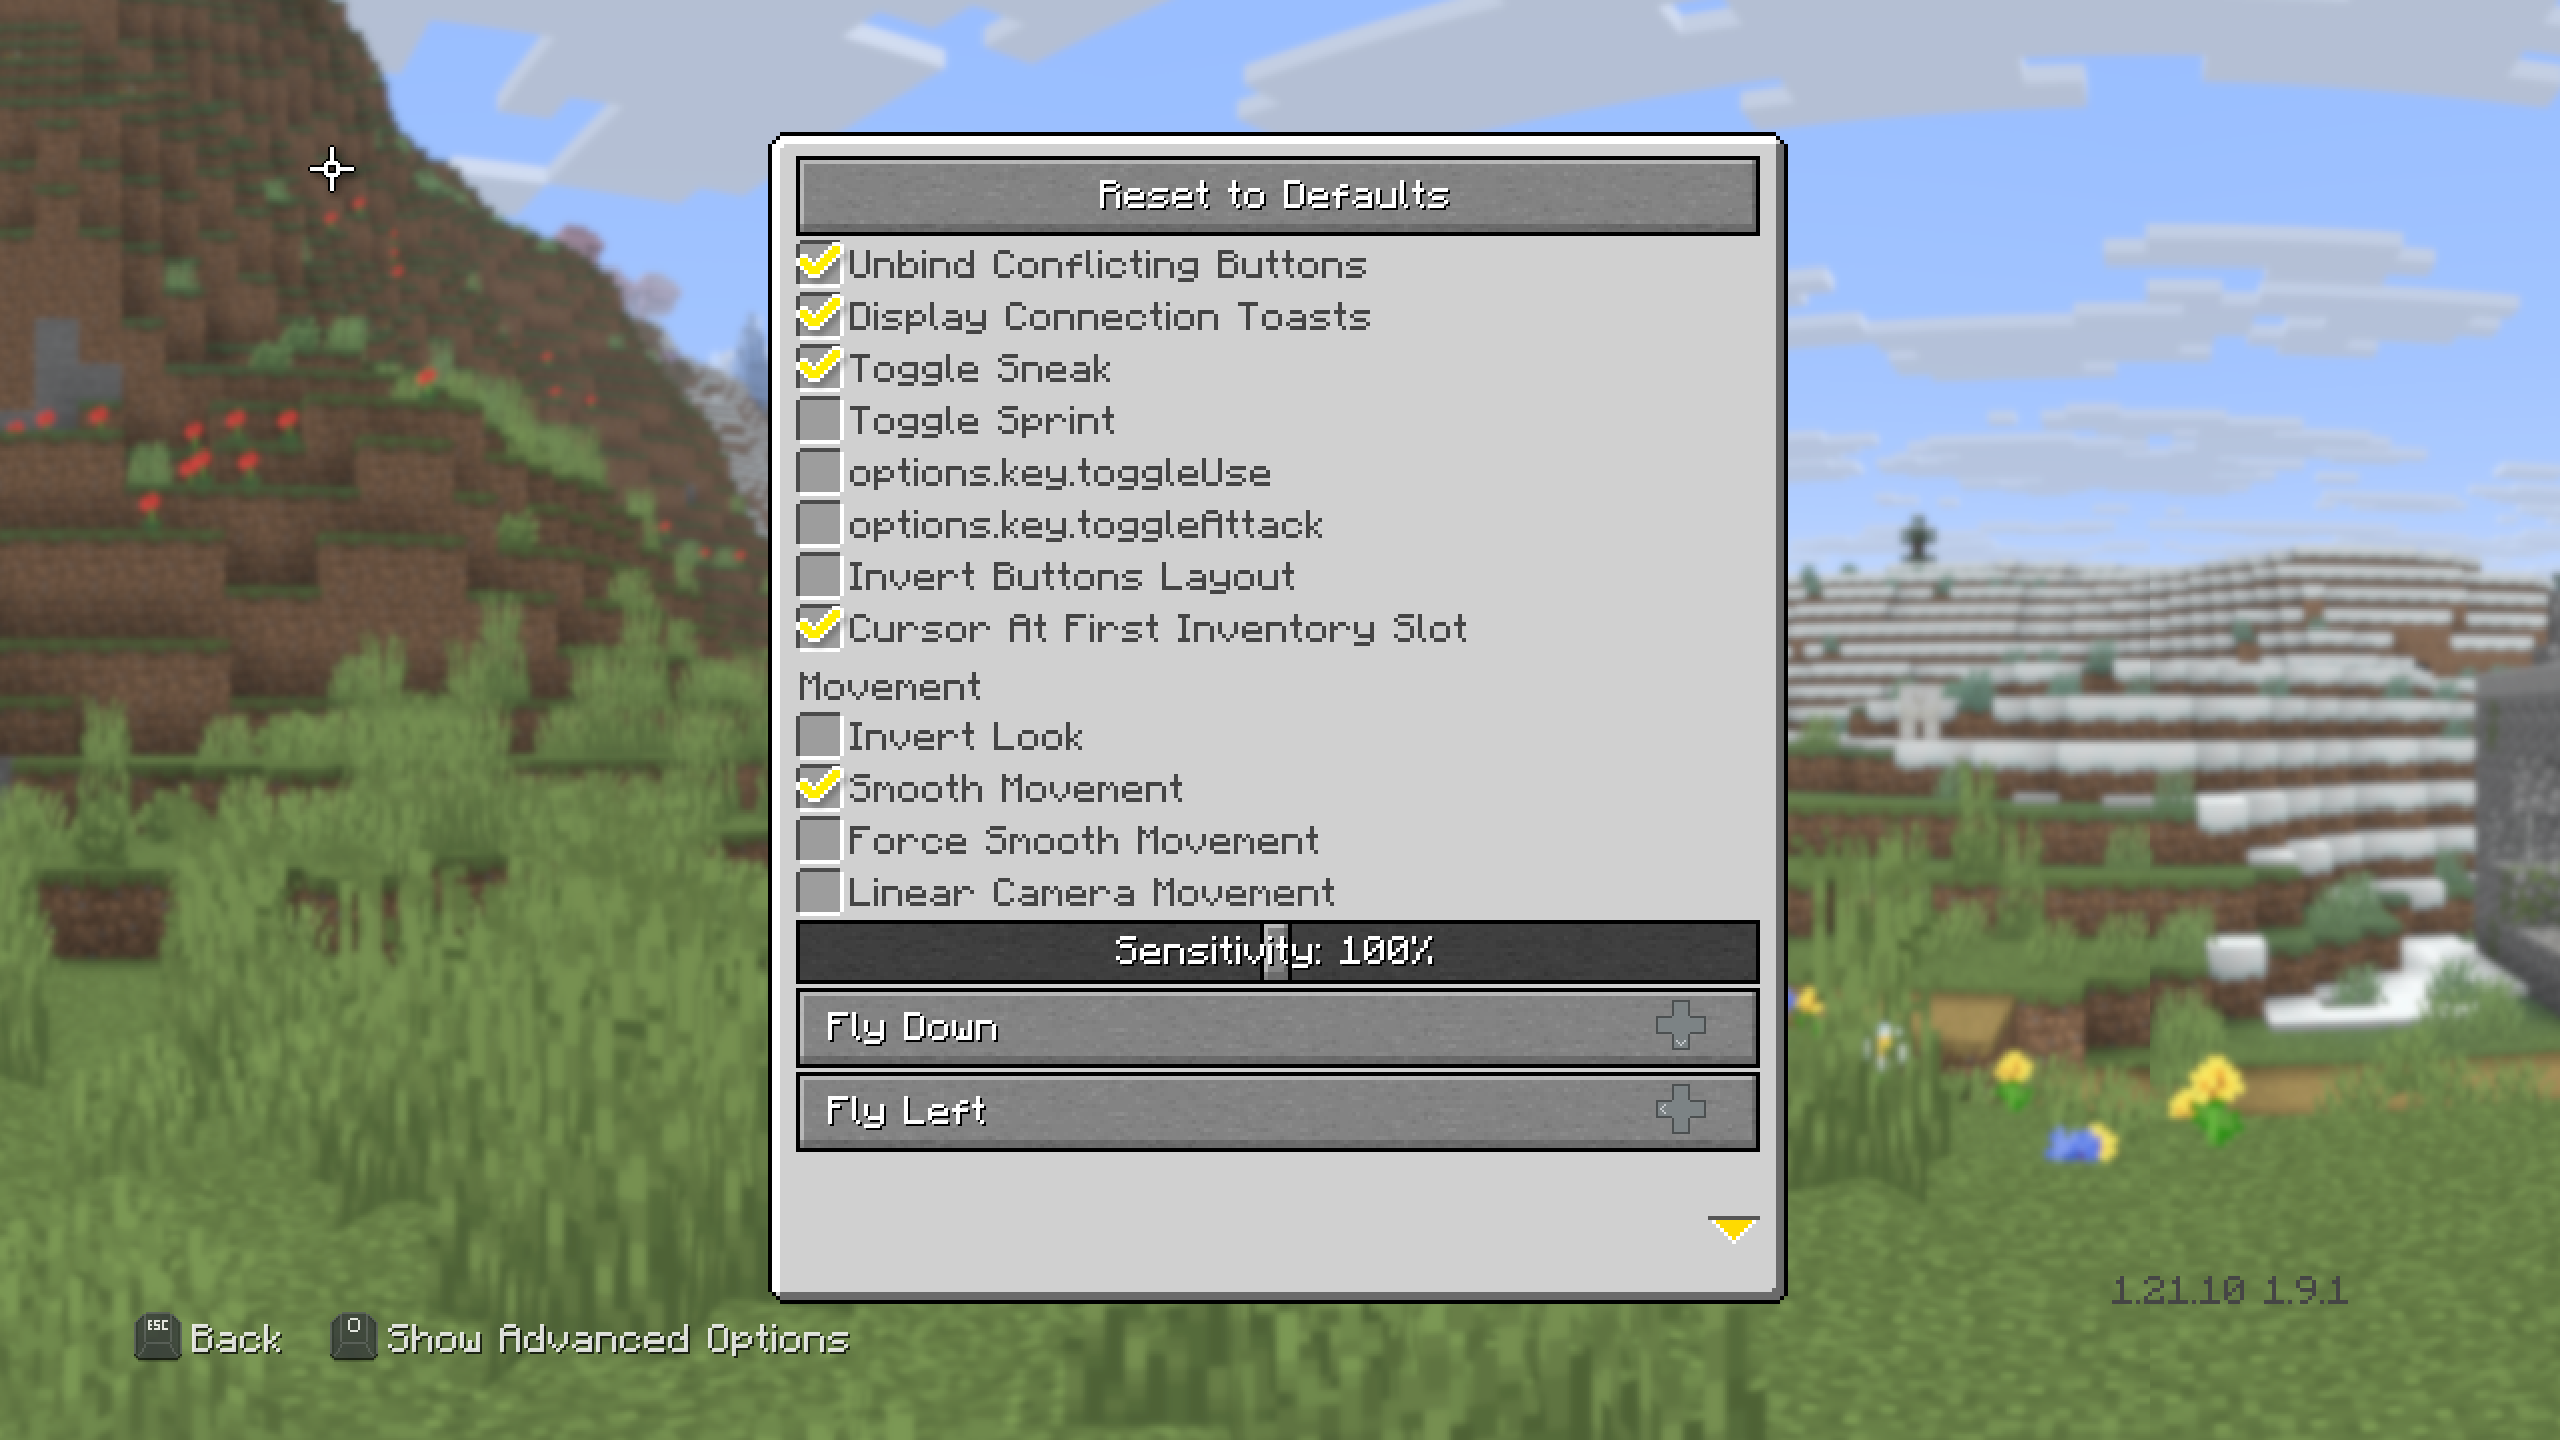 Reset to Defaults
Unbind Conflicting Buttons
Display Connection Toasts
Toggle Sneak
Toggle Sprint
options.key.toggleUse
options.key.toggleAttack
Invert Buttons Layout
Cursor At First Inventory Slot
Movement
Invert Look
Smooth Movement
Force Smooth Movement
Linear Camera Movement
Sensitivity: 100%
Fly Down
Fly Left
1.21.10 1.9.1
ESC Back O Show Advanced Options